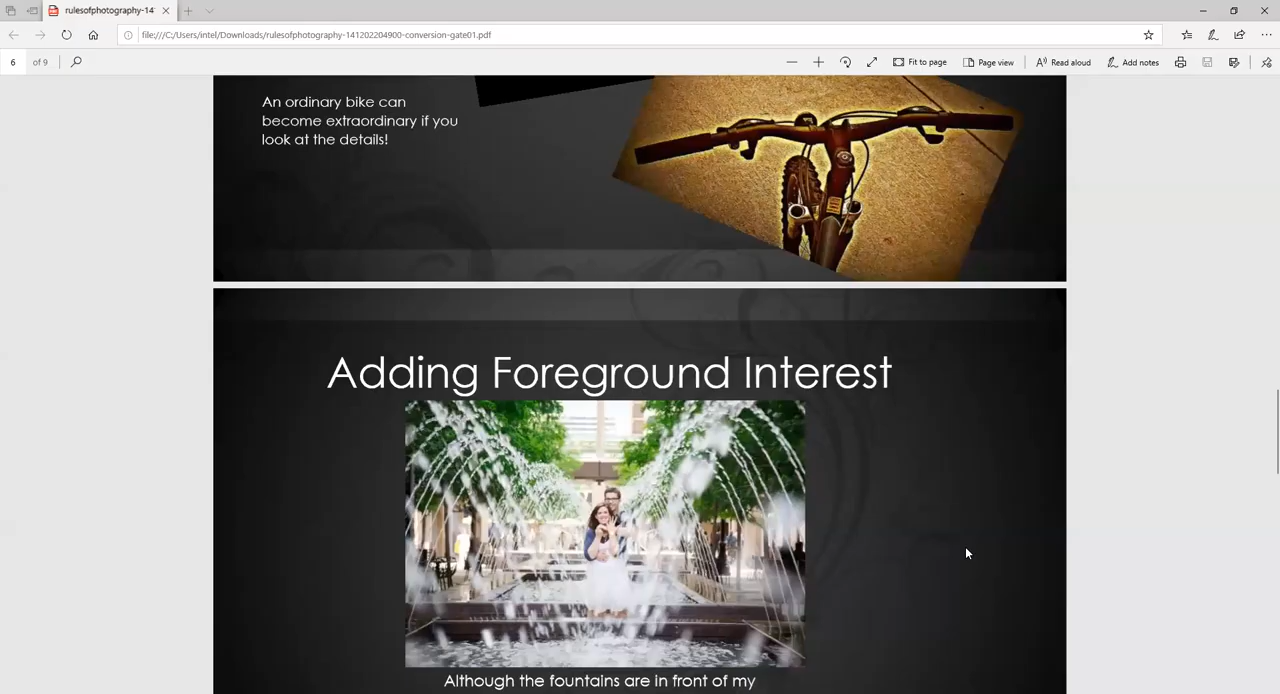 rulesofphotography-14
file:///C:/Users/intel/Downloads/rulesofphotography-141202204900-conversion-gate01.pdf
6 of 9
Fit to page
Page view
Read aloud
Add notes
An ordinary bike can
become extraordinary if you
look at the details!
Adding Foreground Interest
Although the fountains are in front of my